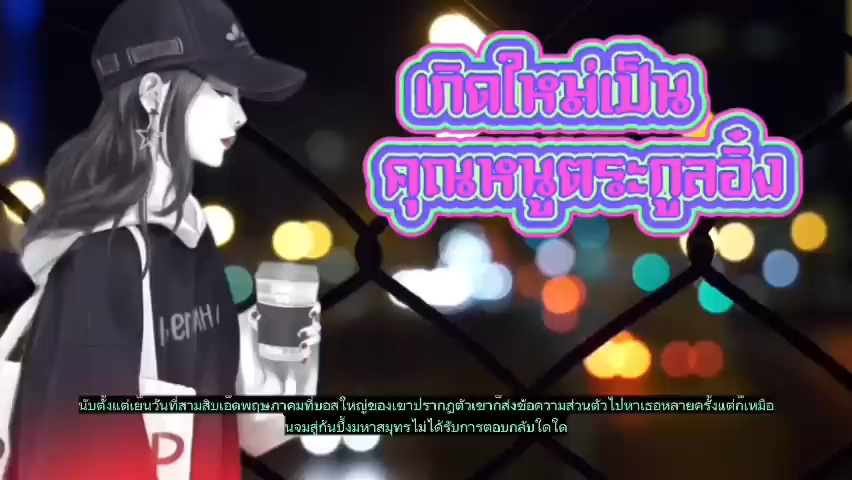 เกิดใหม่เป็น
คุณหนูตระกูลอิ๋ง
นับตั้งแต่เย็นวันที่สามสิบเอ็ดพฤษภาคมที่บอสใหญ่ของเขาปรากฏตัวเขาก็ส่งข้อความส่วนตัวไปหาเธอหลายครั้งแต่ก็เหมือ
นจมสู่ก้นบึ้งมหาสมุทรไม่ได้รับการตอบกลับใดใด